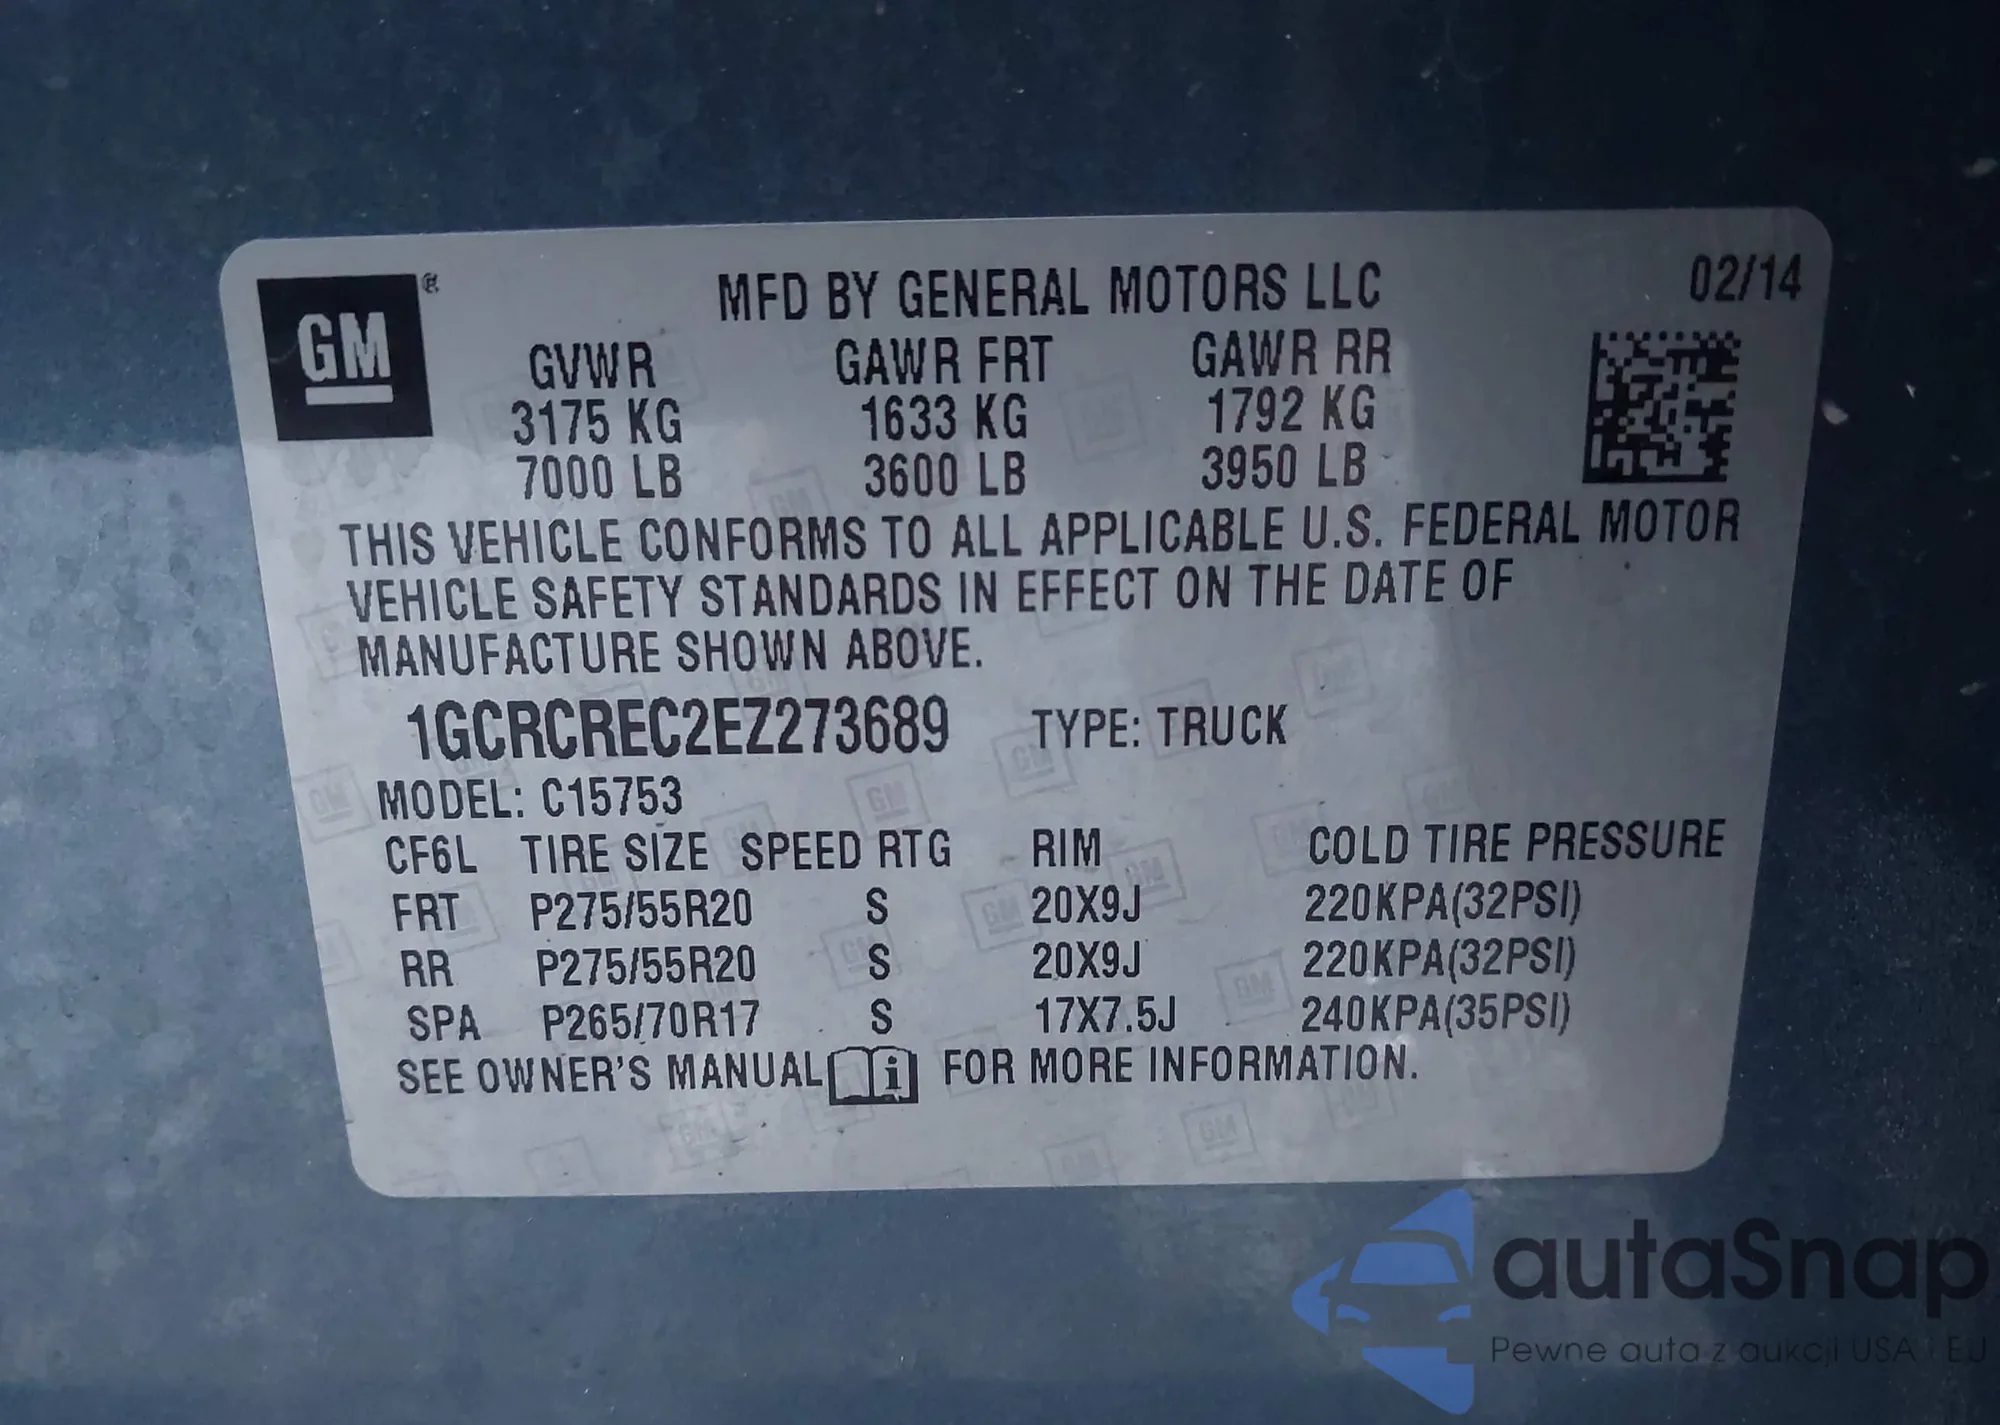 GM ®
MFD BY GENERAL MOTORS LLC 02/14
GVWR GAWR FRT GAWR RR
3175 KG 1633 KG 1792 KG
7000 LB 3600 LB 3950 LB
THIS VEHICLE CONFORMS TO ALL APPLICABLE U.S. FEDERAL MOTOR
VEHICLE SAFETY STANDARDS IN EFFECT ON THE DATE OF
MANUFACTURE SHOWN ABOVE.
1GCRCREC2EZ273689 TYPE: TRUCK
MODEL: C15753
CF6L TIRE SIZE SPEED RTG RIM COLD TIRE PRESSURE
FRT P275/55R20 S 20X9J 220KPA(32PSI)
RR P275/55R20 S 20X9J 220KPA(32PSI)
SPA P265/70R17 S 17X7.5J 240KPA(35PSI)
SEE OWNER'S MANUAL i FOR MORE INFORMATION.
autaSnap
Pewne auta z aukcji USA i EU